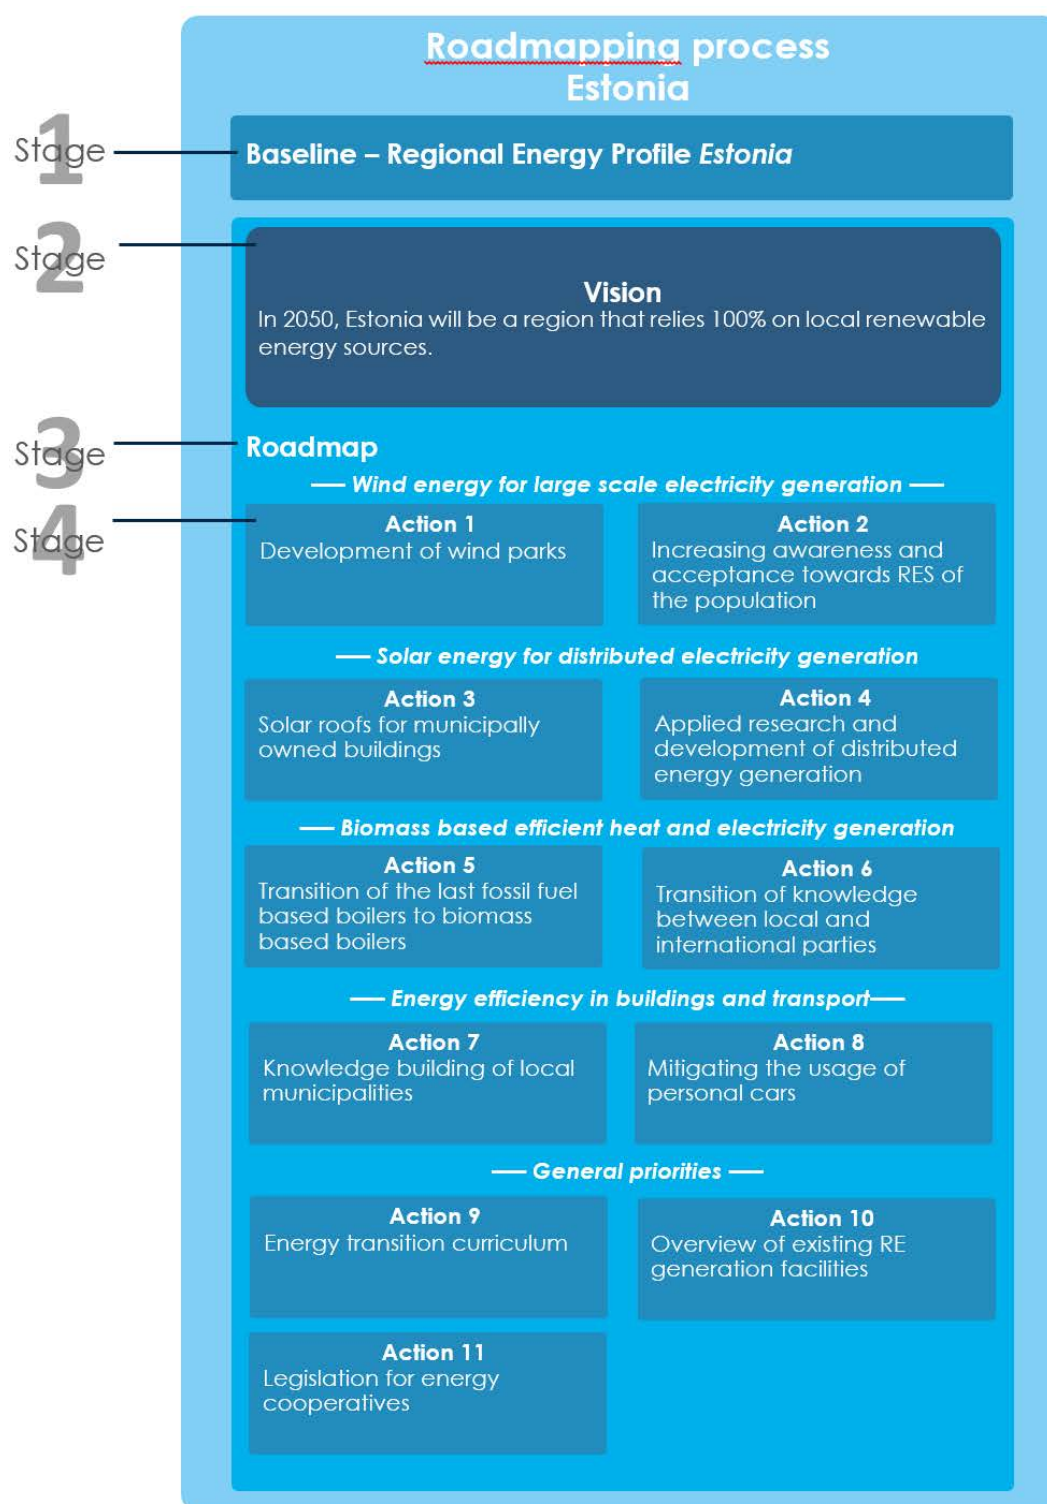 Roadmapping process
Estonia
Stage 1
Baseline – Regional Energy Profile Estonia
Stage 2
Vision
In 2050, Estonia will be a region that relies 100% on local renewable
energy sources.
Stage 3
Roadmap
Wind energy for large scale electricity generation
Stage 4
Action 1
Development of wind parks
Action 2
Increasing awareness and
acceptance towards RES of
the population
Solar energy for distributed electricity generation
Action 3
Solar roofs for municipally
owned buildings
Action 4
Applied research and
development of distributed
energy generation
Biomass based efficient heat and electricity generation
Action 5
Transition of the last fossil fuel
based boilers to biomass
based boilers
Action 6
Transition of knowledge
between local and
international parties
Energy efficiency in buildings and transport
Action 7
Knowledge building of local
municipalities
Action 8
Mitigating the usage of
personal cars
General priorities
Action 9
Energy transition curriculum
Action 10
Overview of existing RE
generation facilities
Action 11
Legislation for energy
cooperatives